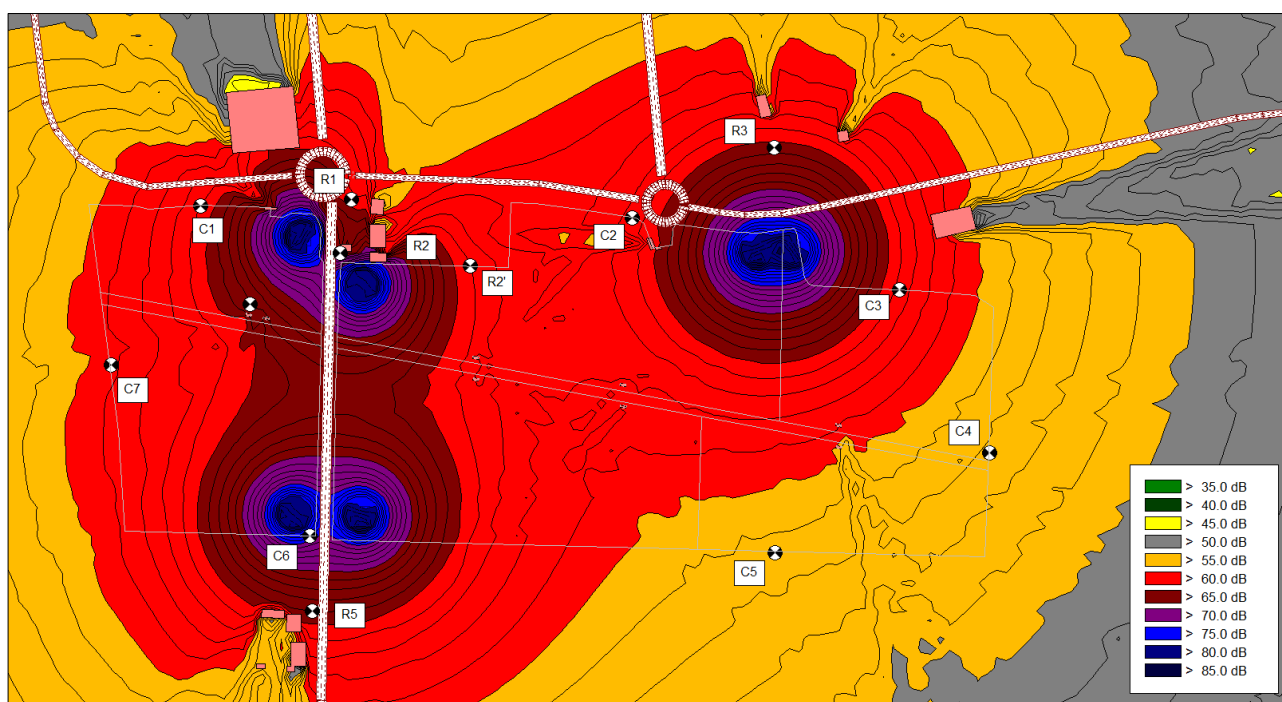 R3
R1
C1
C2
R2
R2'
C3
C7
C4
C6
C5
R5
> 35.0 dB
> 40.0 dB
> 45.0 dB
> 50.0 dB
> 55.0 dB
> 60.0 dB
> 65.0 dB
> 70.0 dB
> 75.0 dB
> 80.0 dB
> 85.0 dB